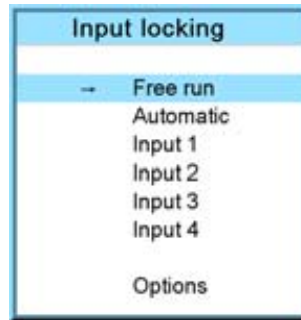 Input locking
→ Free run
Automatic
Input 1
Input 2
Input 3
Input 4
Options